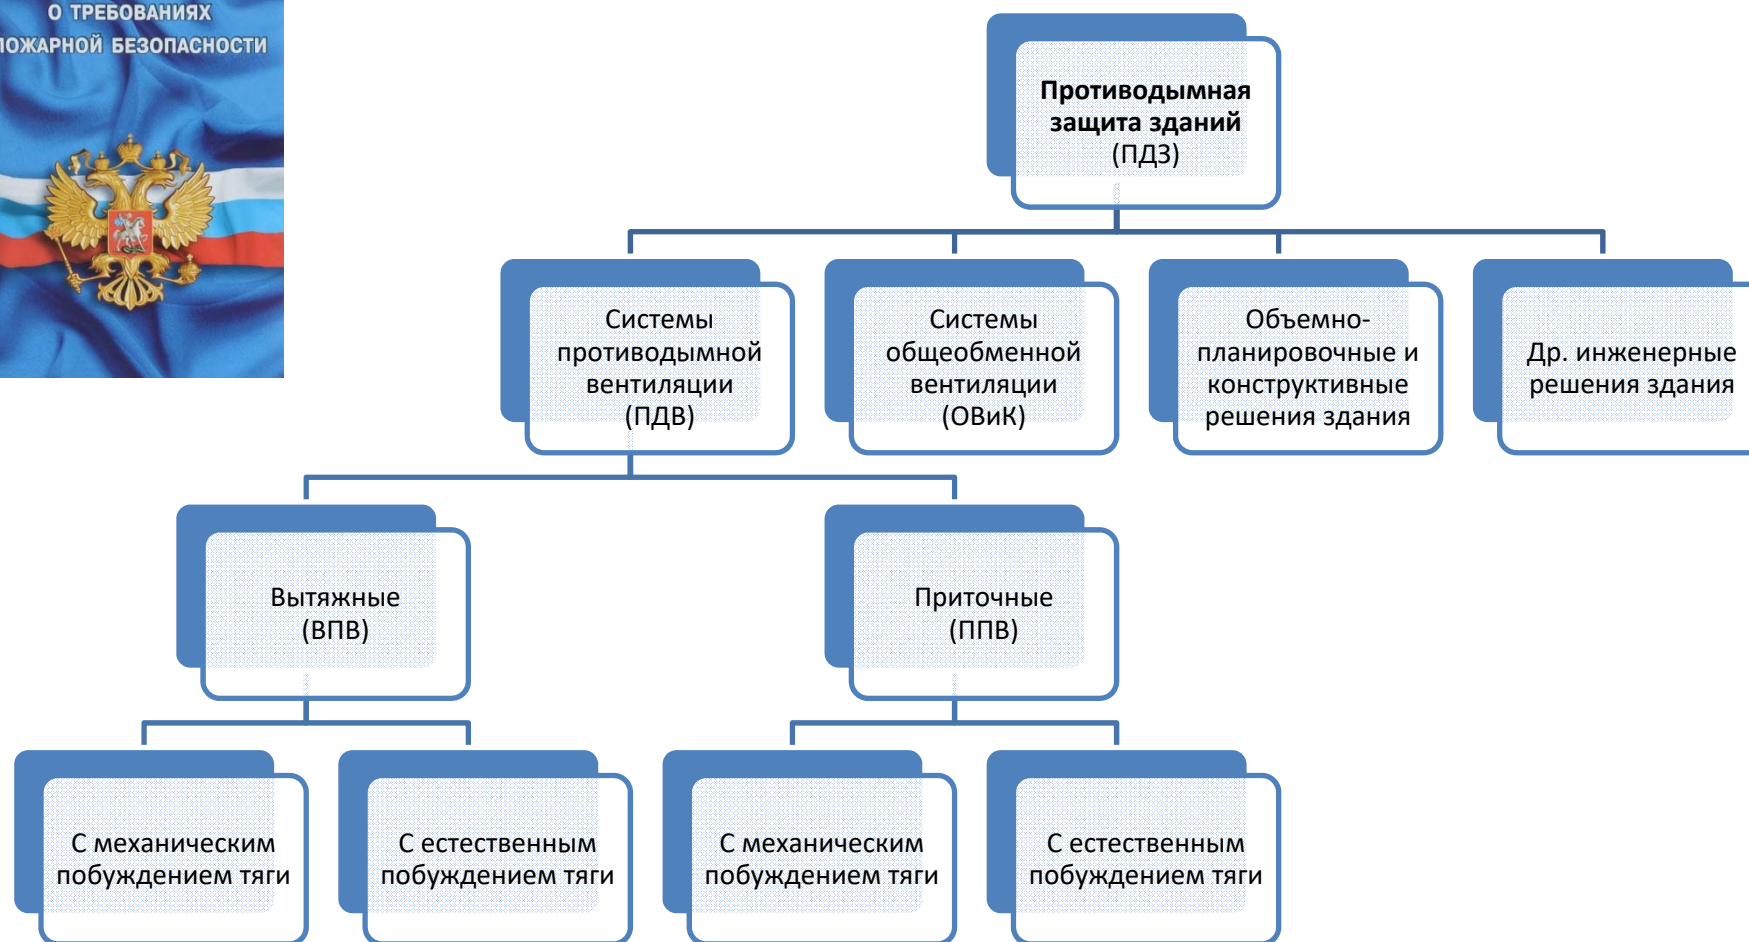 О ТРЕБОВАНИЯХ
ПОЖАРНОЙ БЕЗОПАСНОСТИ
Противодымная
защита зданий
(ПДЗ)
Системы
противодымной
вентиляции
(ПДВ)
Системы
общеобменной
вентиляции
(ОВиК)
Объемно-
планировочные и
конструктивные
решения здания
Др. инженерные
решения здания
Вытяжные
(ВПВ)
Приточные
(ППВ)
С механическим
побуждением тяги
С естественным
побуждением тяги
С механическим
побуждением тяги
С естественным
побуждением тяги